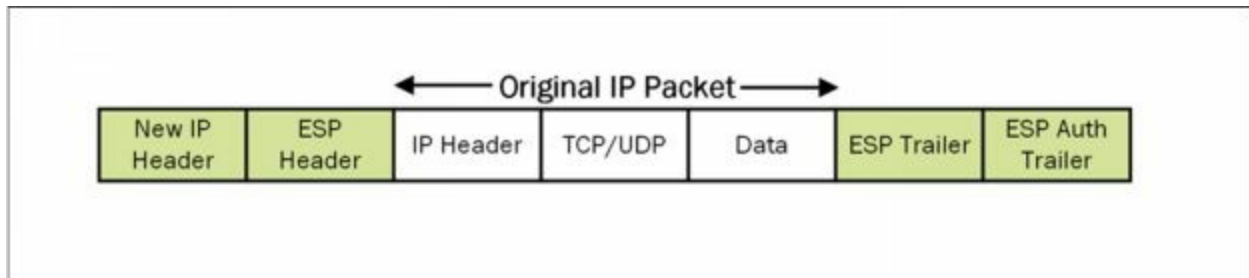 Original IP Packet
New IP
Header
ESP
Header
IP Header
TCP/UDP
Data
ESP Trailer
ESP Auth
Trailer